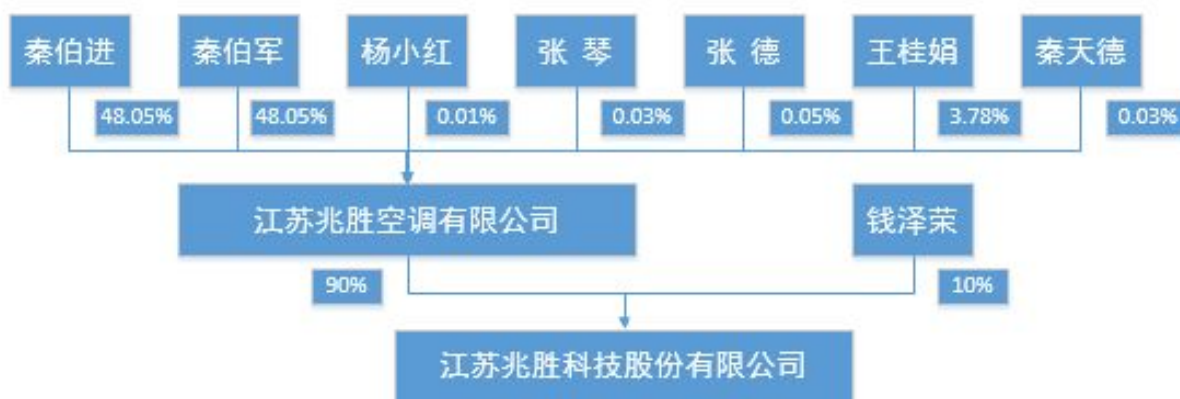 秦伯进
秦伯军
杨小红
张 琴
张 德
王桂娟
秦天德
48.05%
48.05%
0.01%
0.03%
0.05%
3.78%
0.03%
江苏兆胜空调有限公司
钱泽荣
90%
10%
江苏兆胜科技股份有限公司